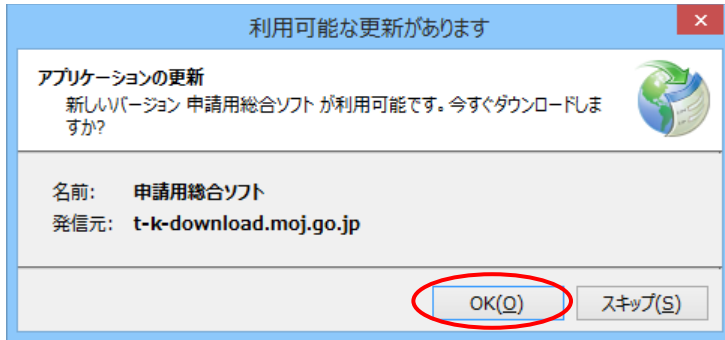 利用可能な更新があります
アプリケーションの更新
新しいバージョン 申請用総合ソフト が利用可能です。今すぐダウンロードしま
すか?
名前: 申請用総合ソフト
発信元: t-k-download.moj.go.jp
OK(O) スキップ(S)